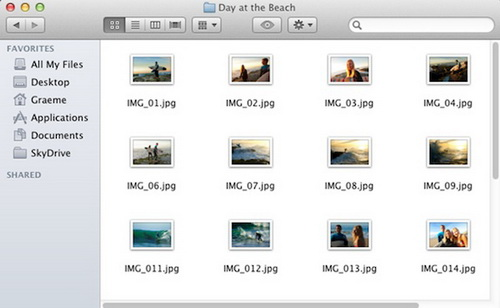 Day at the Beach
FAVORITES
All My Files
Desktop
Graeme
Applications
Documents
SkyDrive
SHARED
IMG_01.jpg
IMG_02.jpg
IMG_03.jpg
IMG_04.jpg
IMG_06.jpg
IMG_07.jpg
IMG_08.jpg
IMG_09.jpg
IMG_011.jpg
IMG_012.jpg
IMG_013.jpg
IMG_014.jpg